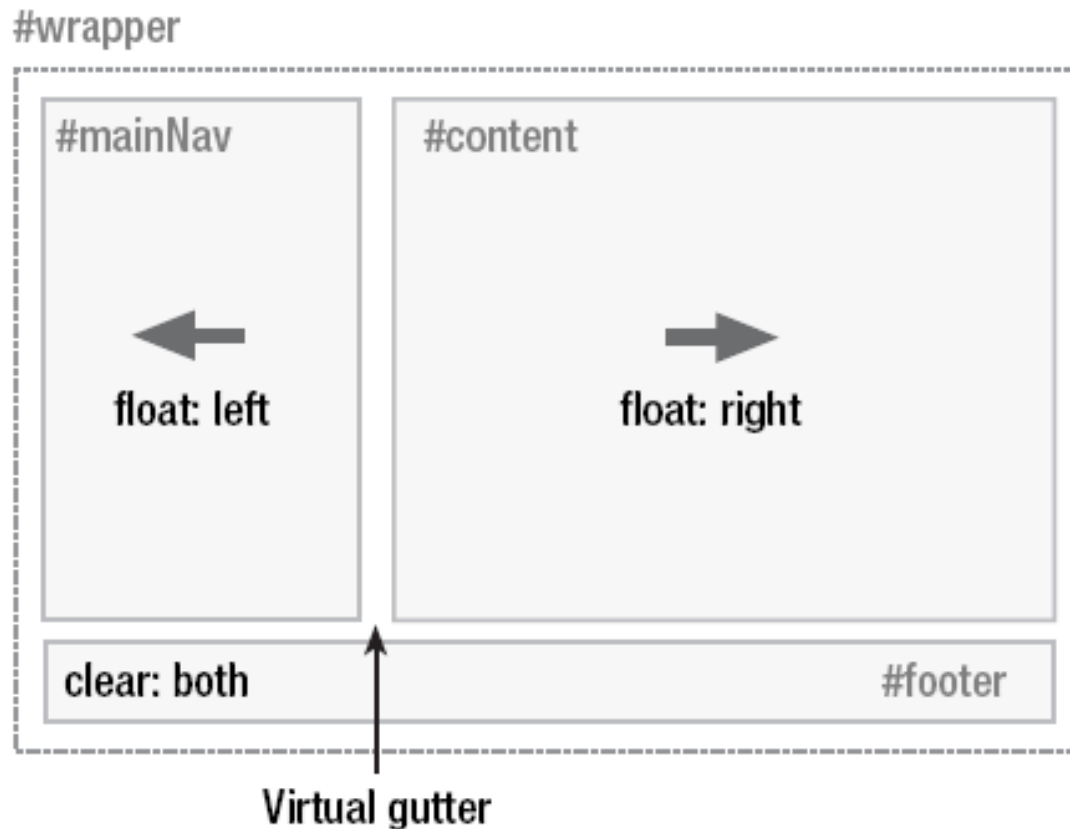 #wrapper
#mainNav
#content
float: left
float: right
clear: both
#footer
Virtual gutter